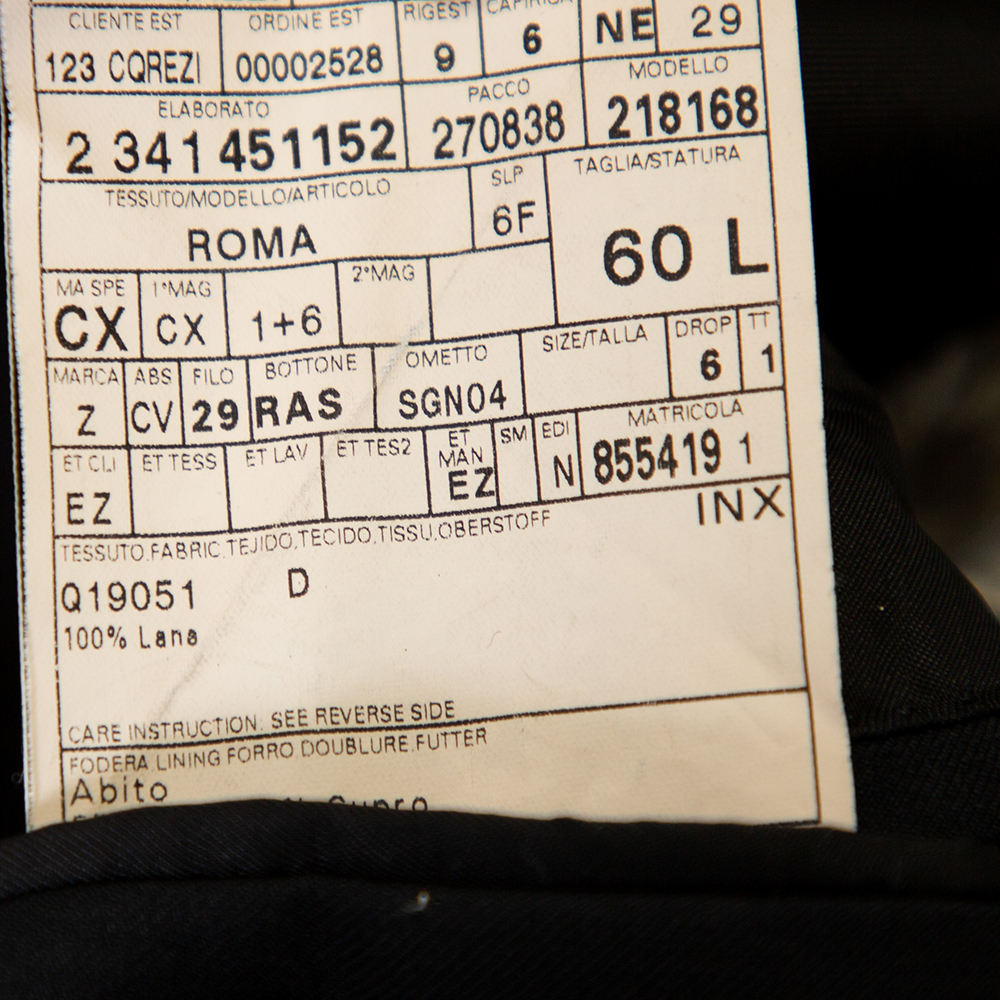 CLIENTE EST ORDINE EST RIGEST
123 CQREZI 00002528 9 6 NE 29
ELABORATO PACCO MODELLO
2 341 451152 270838 218168
TESSUTO/MODELLO/ARTICOLO SLP TAGLIA/STATURA
ROMA 6F 60 L
MA SPE 1°MAG 2°MAG
CX CX 1+6
MARCA ABS FILO BOTTONE OMETTO SIZE/TALLA DROP TT
Z CV 29 RAS SGN04 6 1
ET CLI ET TESS ET LAV ET TES2 ET MAN SM EDI MATRICOLA
EZ EZ N 855419 1
TESSUTO,FABRIC,TEJIDO,TECIDO,TISSU,OBERSTOFF INX
Q19051 D
100% Lana
CARE INSTRUCTION: SEE REVERSE SIDE
FODERA,LINING,FORRO,DOUBLURE,FUTTER
Abito
Cupro